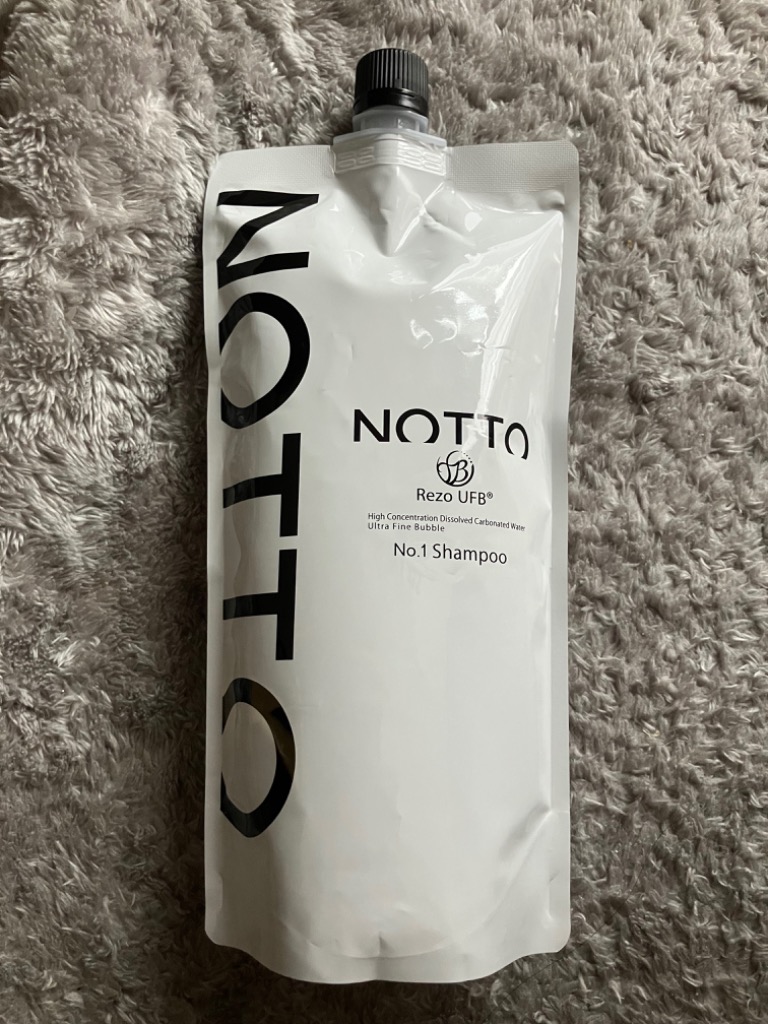 NOTTO
NOTTO
B
Rezo UFB®
High Concentration Dissolved Carbonated Water
Ultra Fine Bubble
No.1 Shampoo